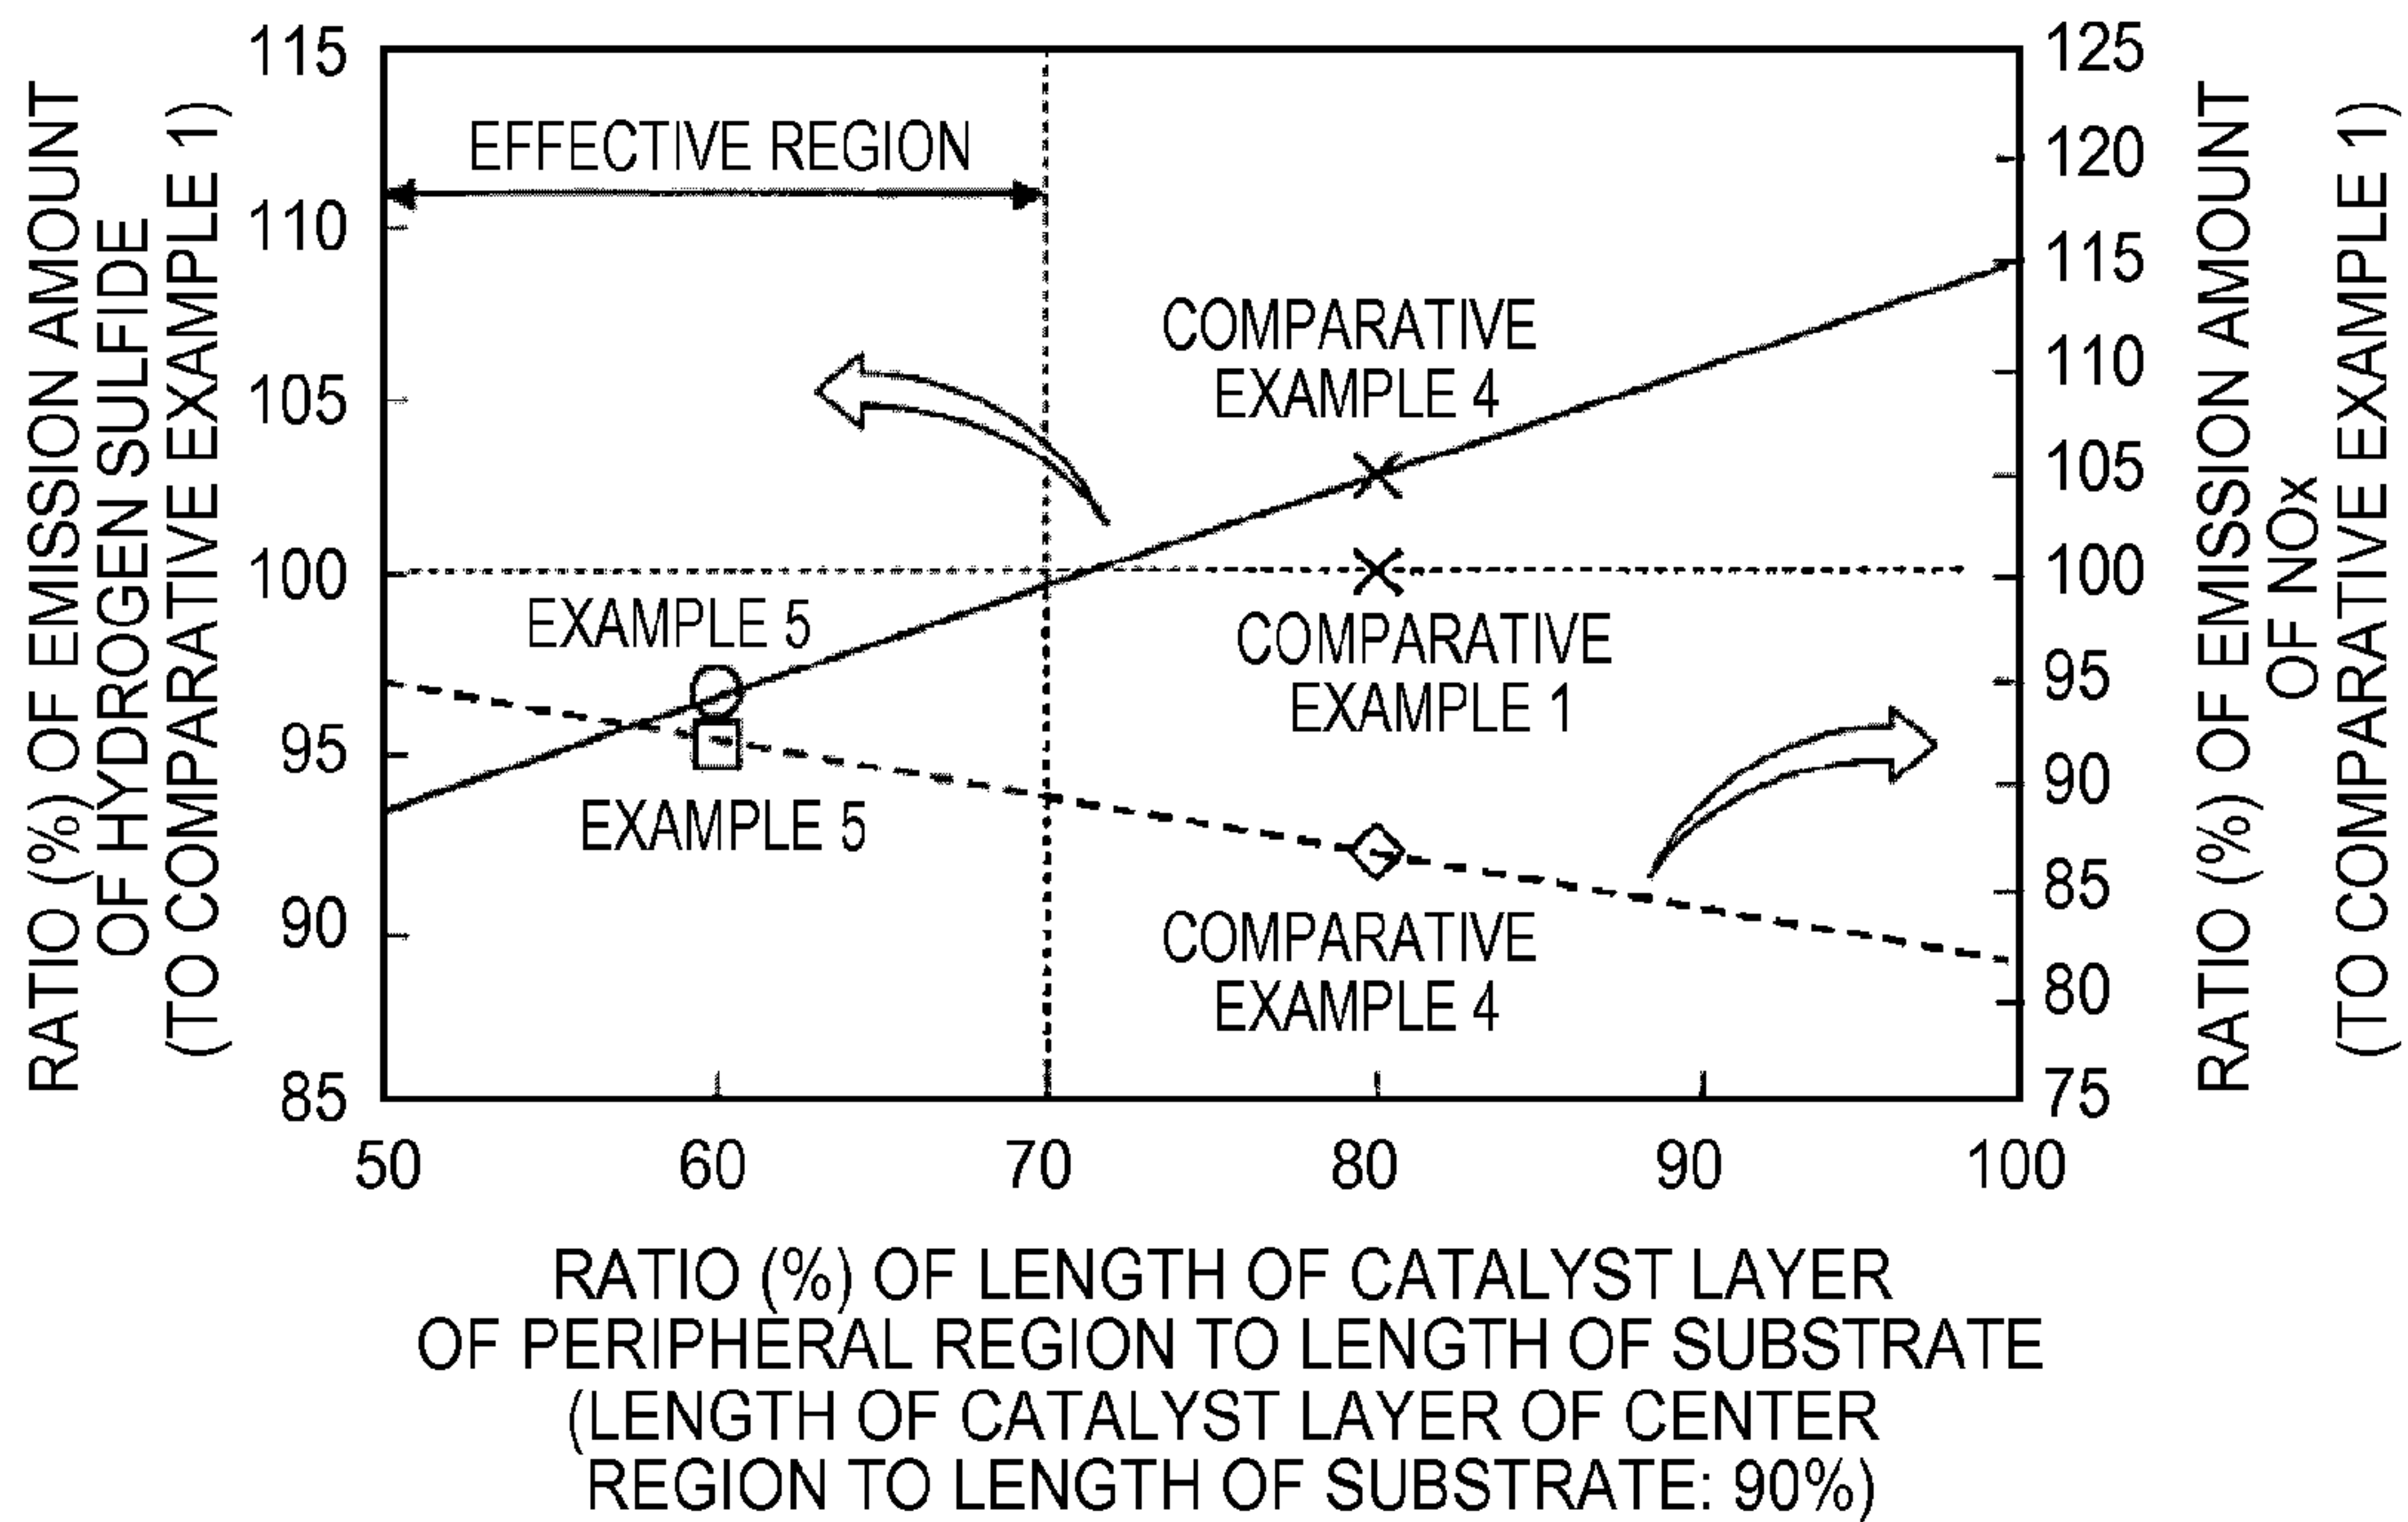 RATIO (%) OF EMISSION AMOUNT
OF HYDROGEN SULFIDE
(TO COMPARATIVE EXAMPLE 1)
115
110
105
100
95
90
85
EFFECTIVE REGION
COMPARATIVE
EXAMPLE 4
EXAMPLE 5
COMPARATIVE
EXAMPLE 1
EXAMPLE 5
COMPARATIVE
EXAMPLE 4
125
120
115
110
105
100
95
90
85
80
75
RATIO (%) OF EMISSION AMOUNT
OF NOx
(TO COMPARATIVE EXAMPLE 1)
50 60 70 80 90 100
RATIO (%) OF LENGTH OF CATALYST LAYER
OF PERIPHERAL REGION TO LENGTH OF SUBSTRATE
(LENGTH OF CATALYST LAYER OF CENTER
REGION TO LENGTH OF SUBSTRATE: 90%)